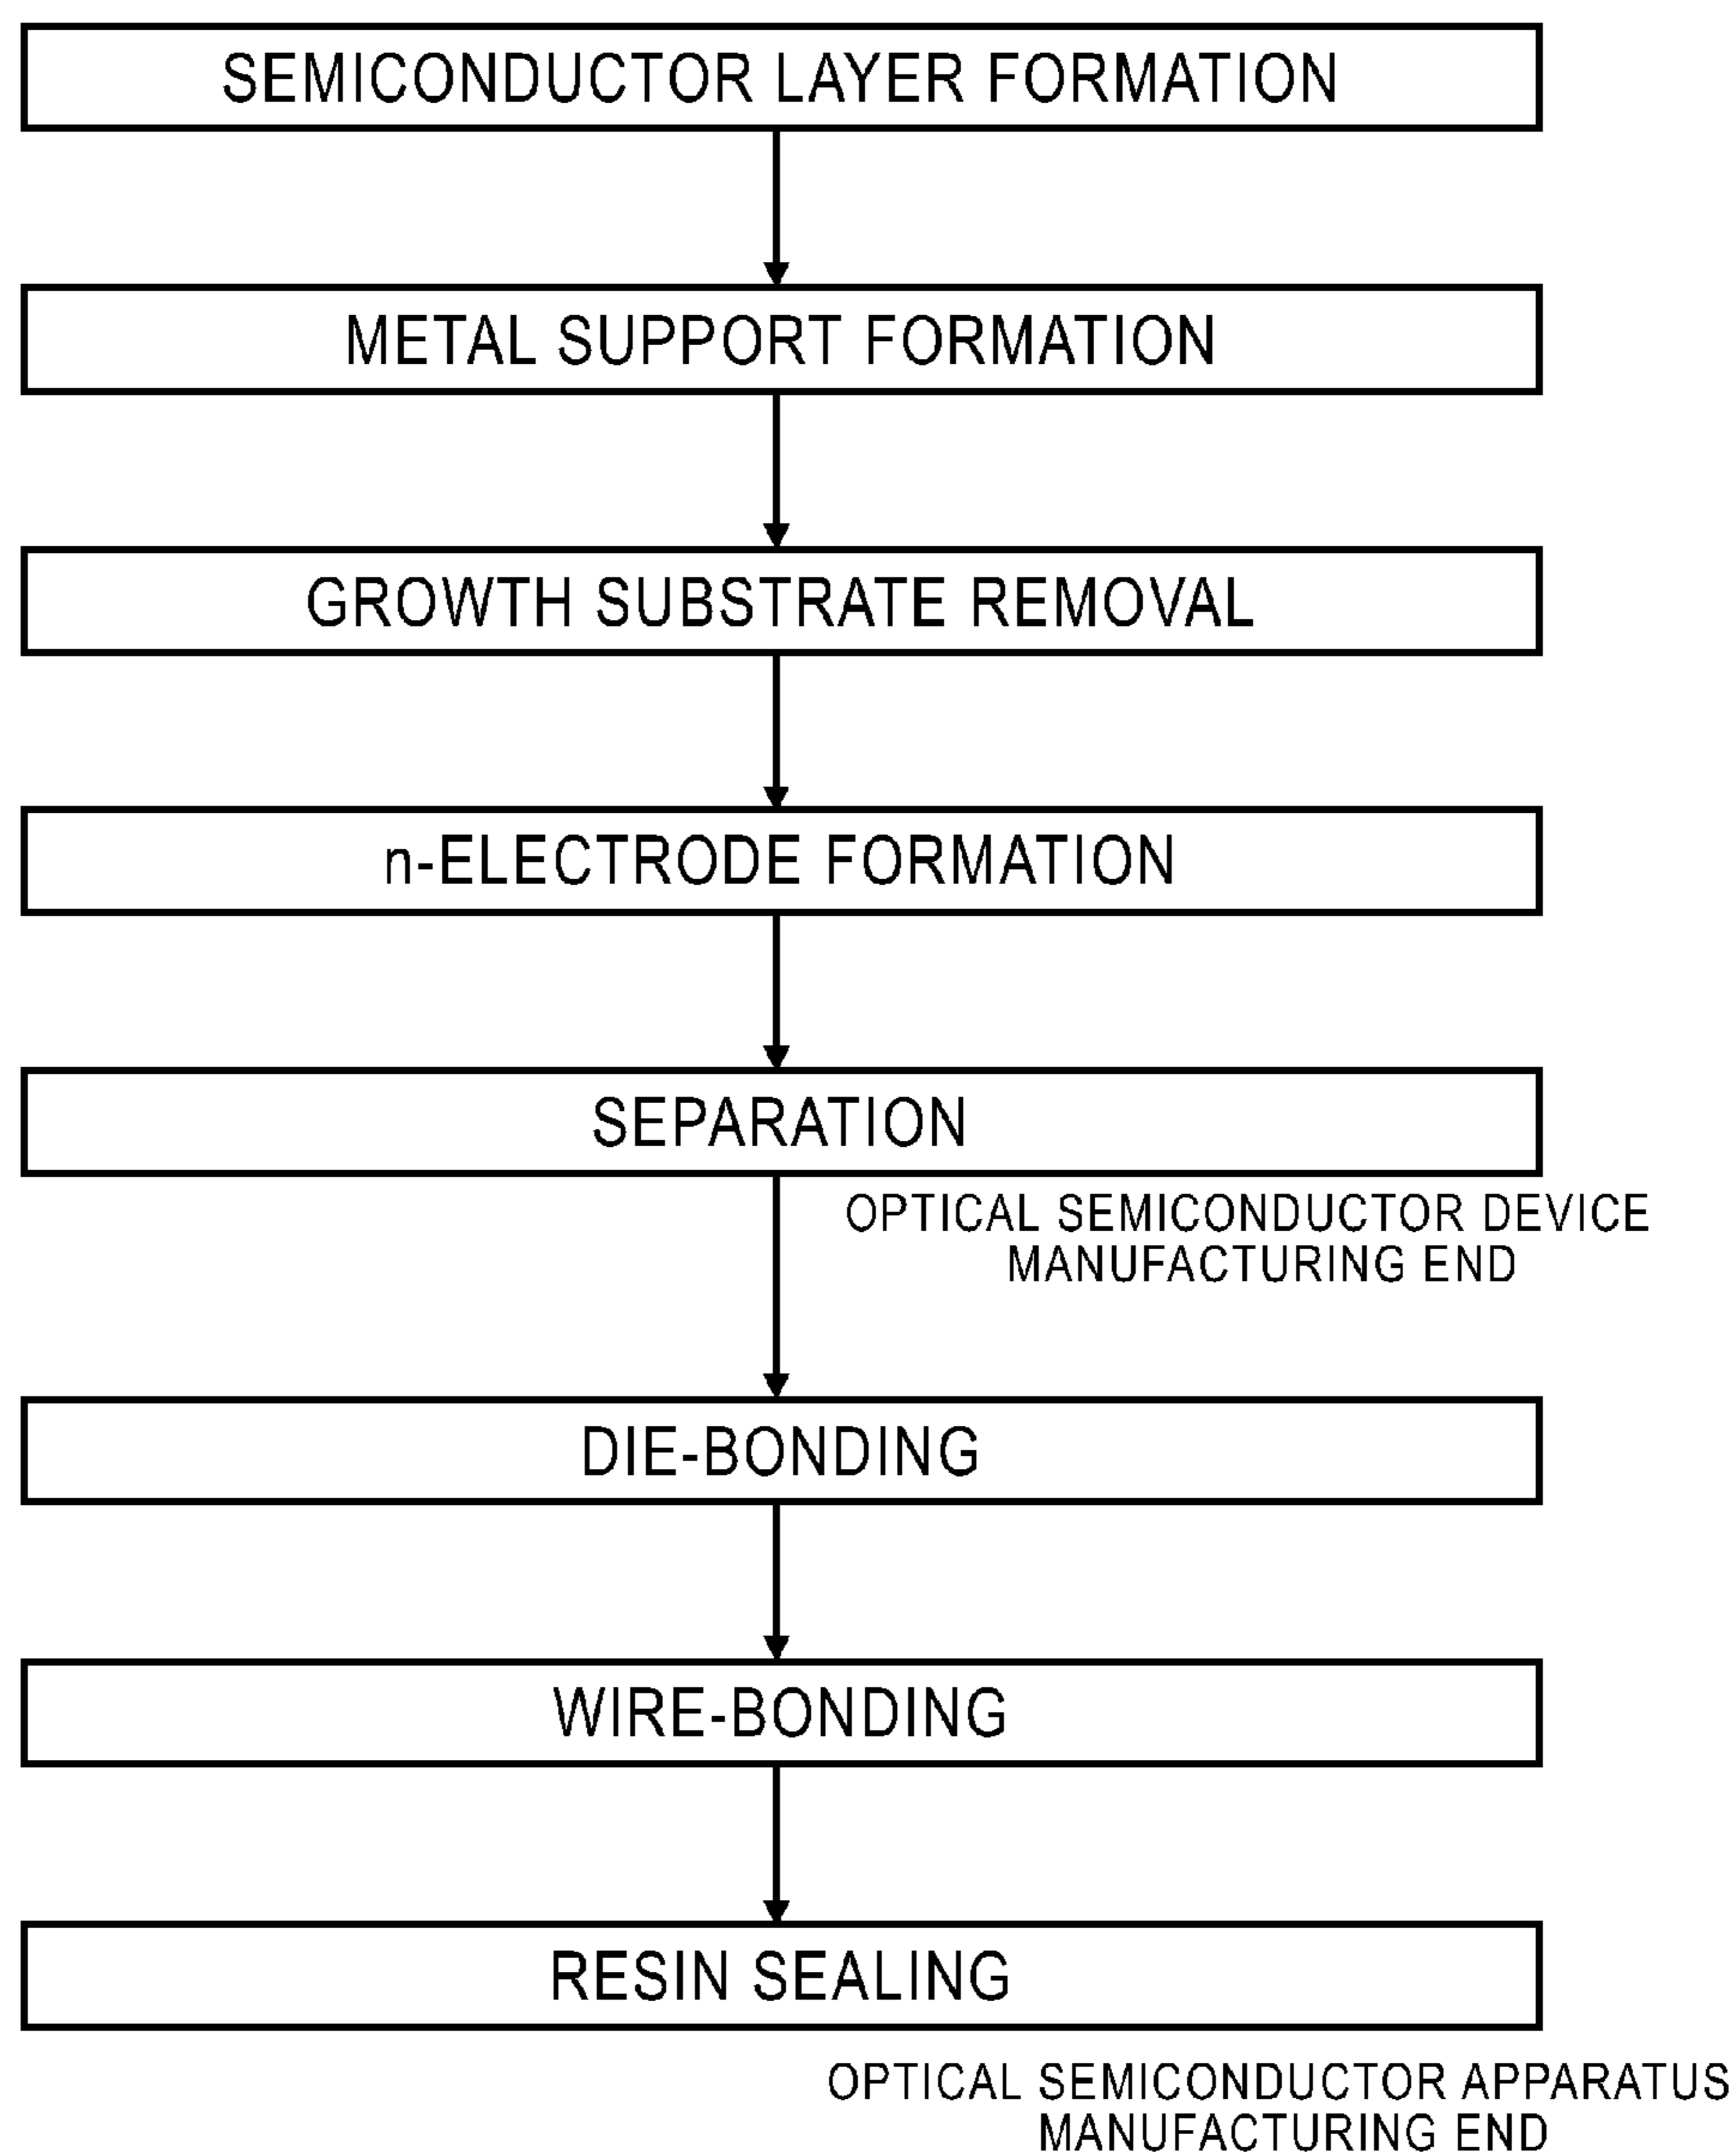 SEMICONDUCTOR LAYER FORMATION
METAL SUPPORT FORMATION
GROWTH SUBSTRATE REMOVAL
n-ELECTRODE FORMATION
SEPARATION
OPTICAL SEMICONDUCTOR DEVICE
MANUFACTURING END
DIE-BONDING
WIRE-BONDING
RESIN SEALING
OPTICAL SEMICONDUCTOR APPARATUS
MANUFACTURING END